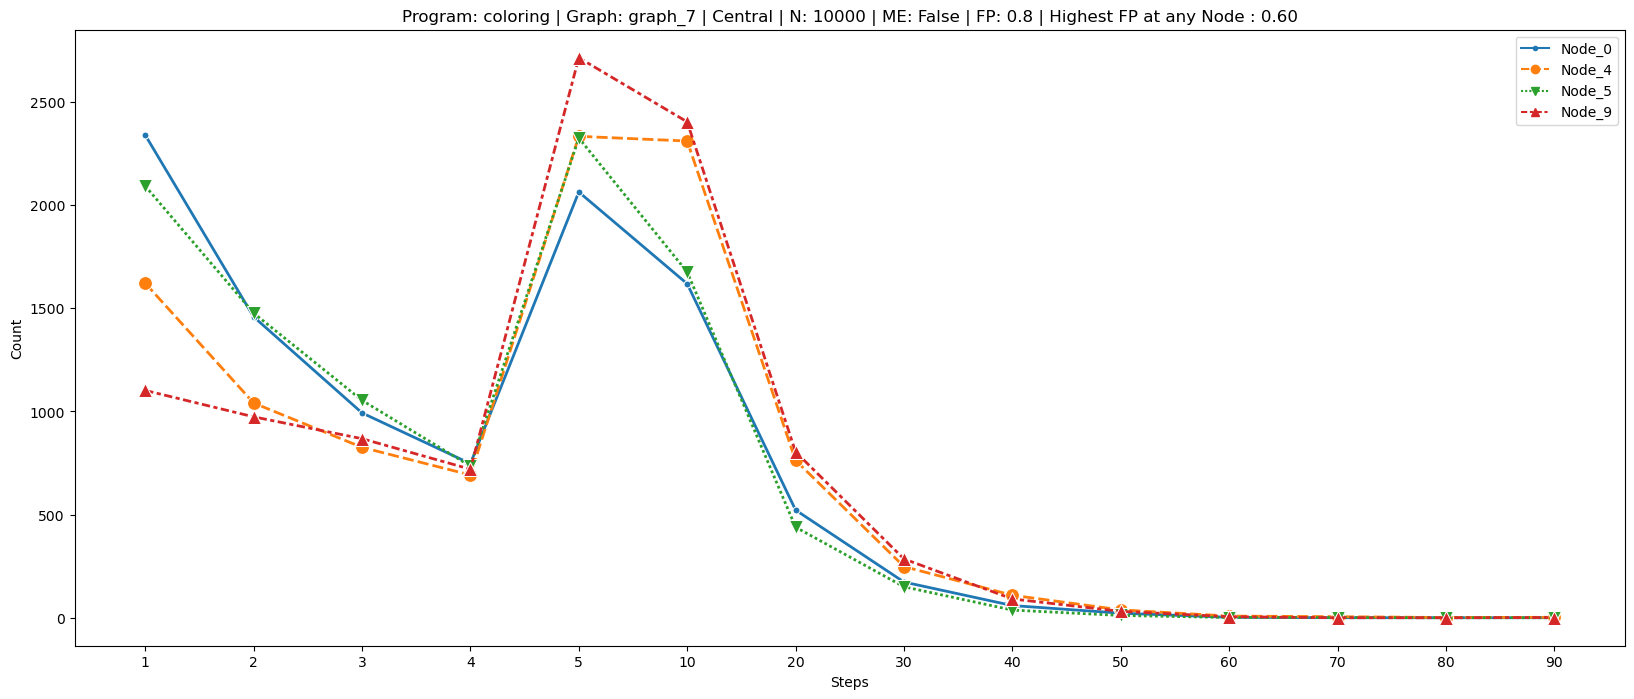 Program: coloring | Graph: graph_7 | Central | N: 10000 | ME: False | FP: 0.8 | Highest FP at any Node : 0.60
Node_0
Node_4
Node_5
Node_9
2500
2000
1500
1000
500
0
Count
1 2 3 4 5 10 20 30 40 50 60 70 80 90
Steps